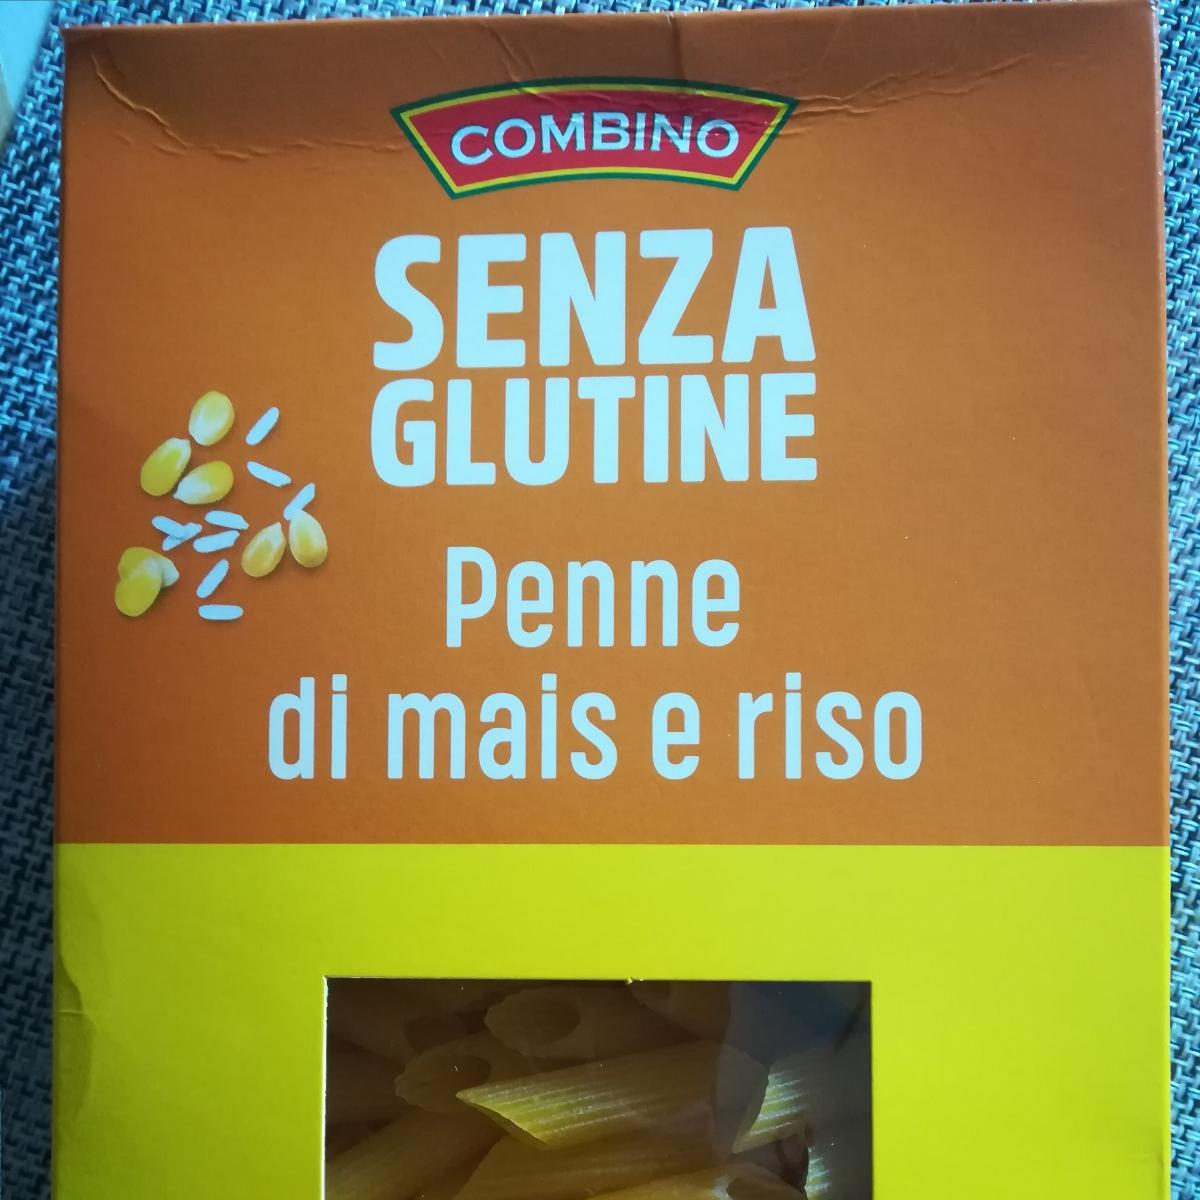 COMBINO
SENZA
GLUTINE
Penne
di mais e riso